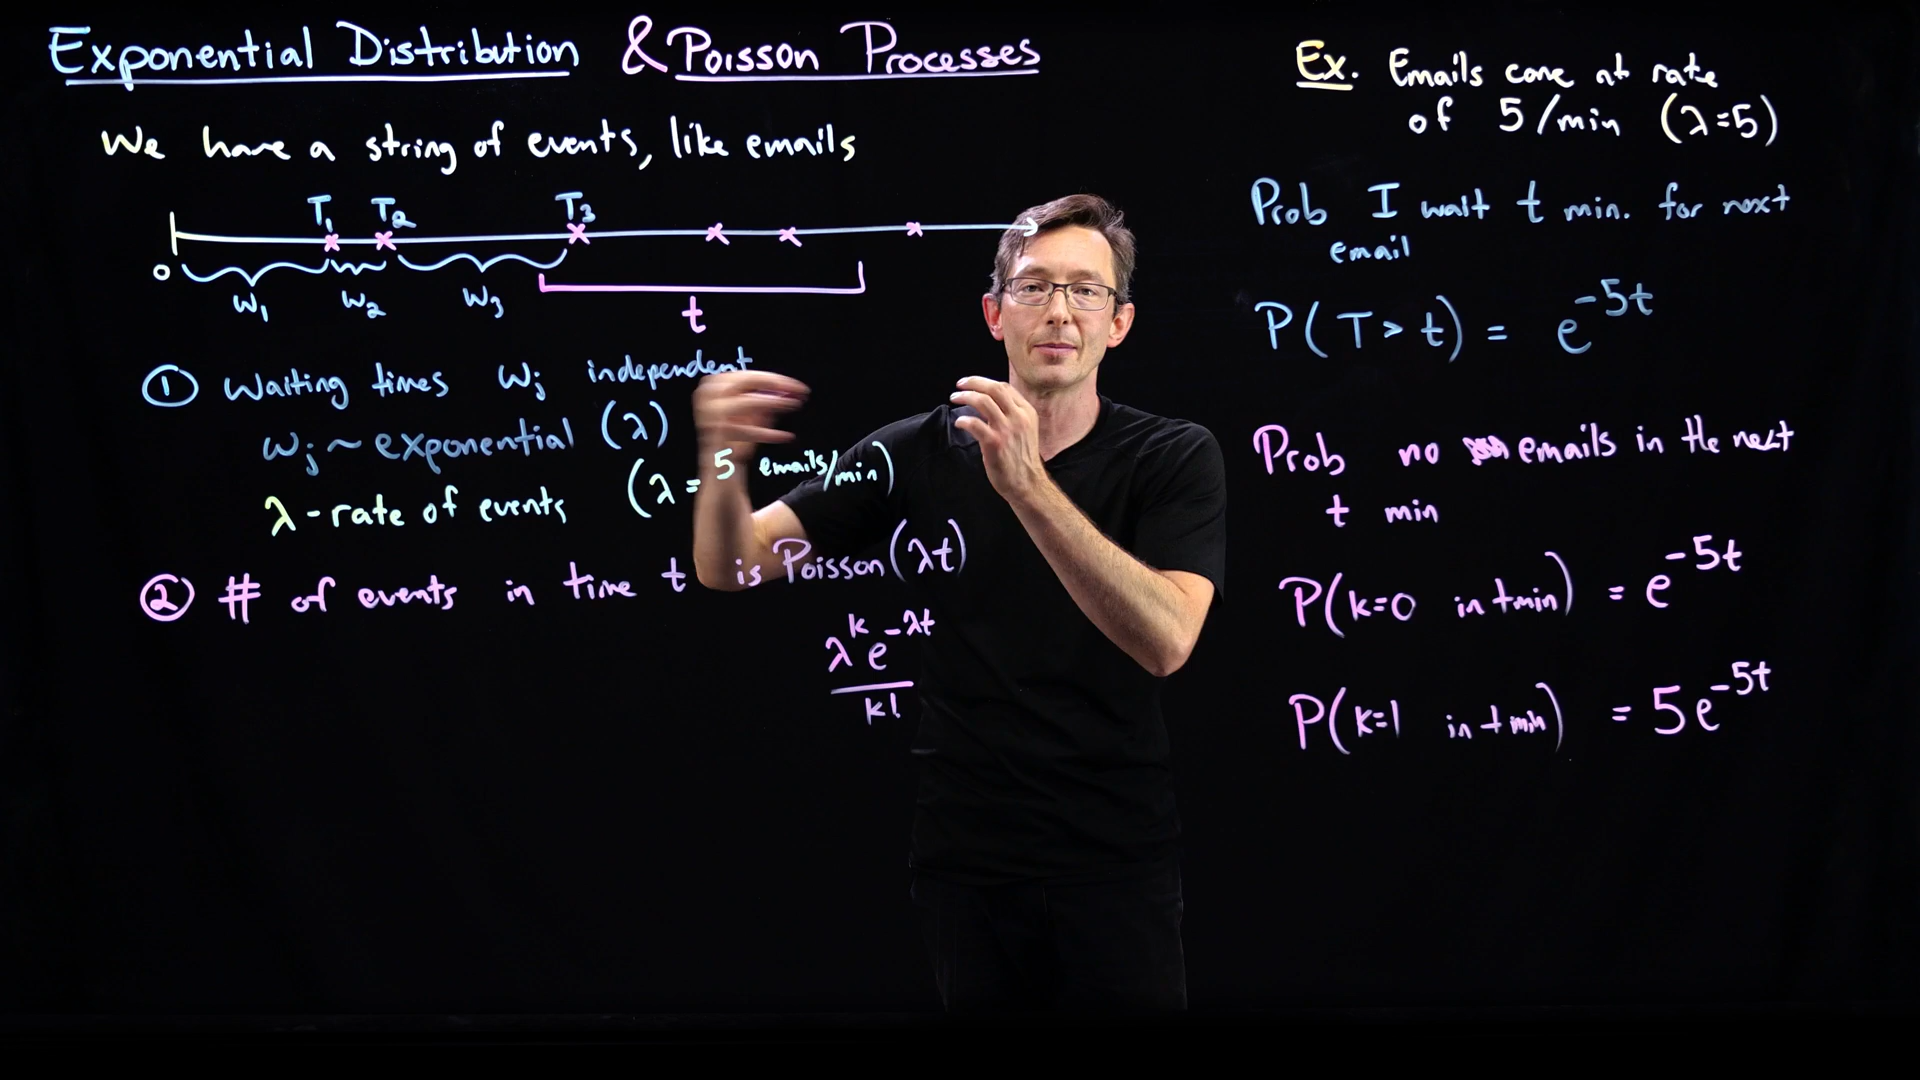 Exponential Distribution & Poisson Processes
We have a string of events, like emails
T₁ T₂ T₃
0
W₁ W₂ W₃
t
① Waiting times Wj independent
Wj ~ exponential (λ)
λ - rate of events (λ = 5 emails/min)
② # of events in time t is Poisson(λt)
λ^k e^-λt
k!
Ex. Emails come at rate
of 5/min (λ=5)
Prob I wait t min. for next
email
P(T > t) = e^-5t
Prob no emails in the next
t min
P(k=0 in t min) = e^-5t
P(k=1 in t min) = 5e^-5t